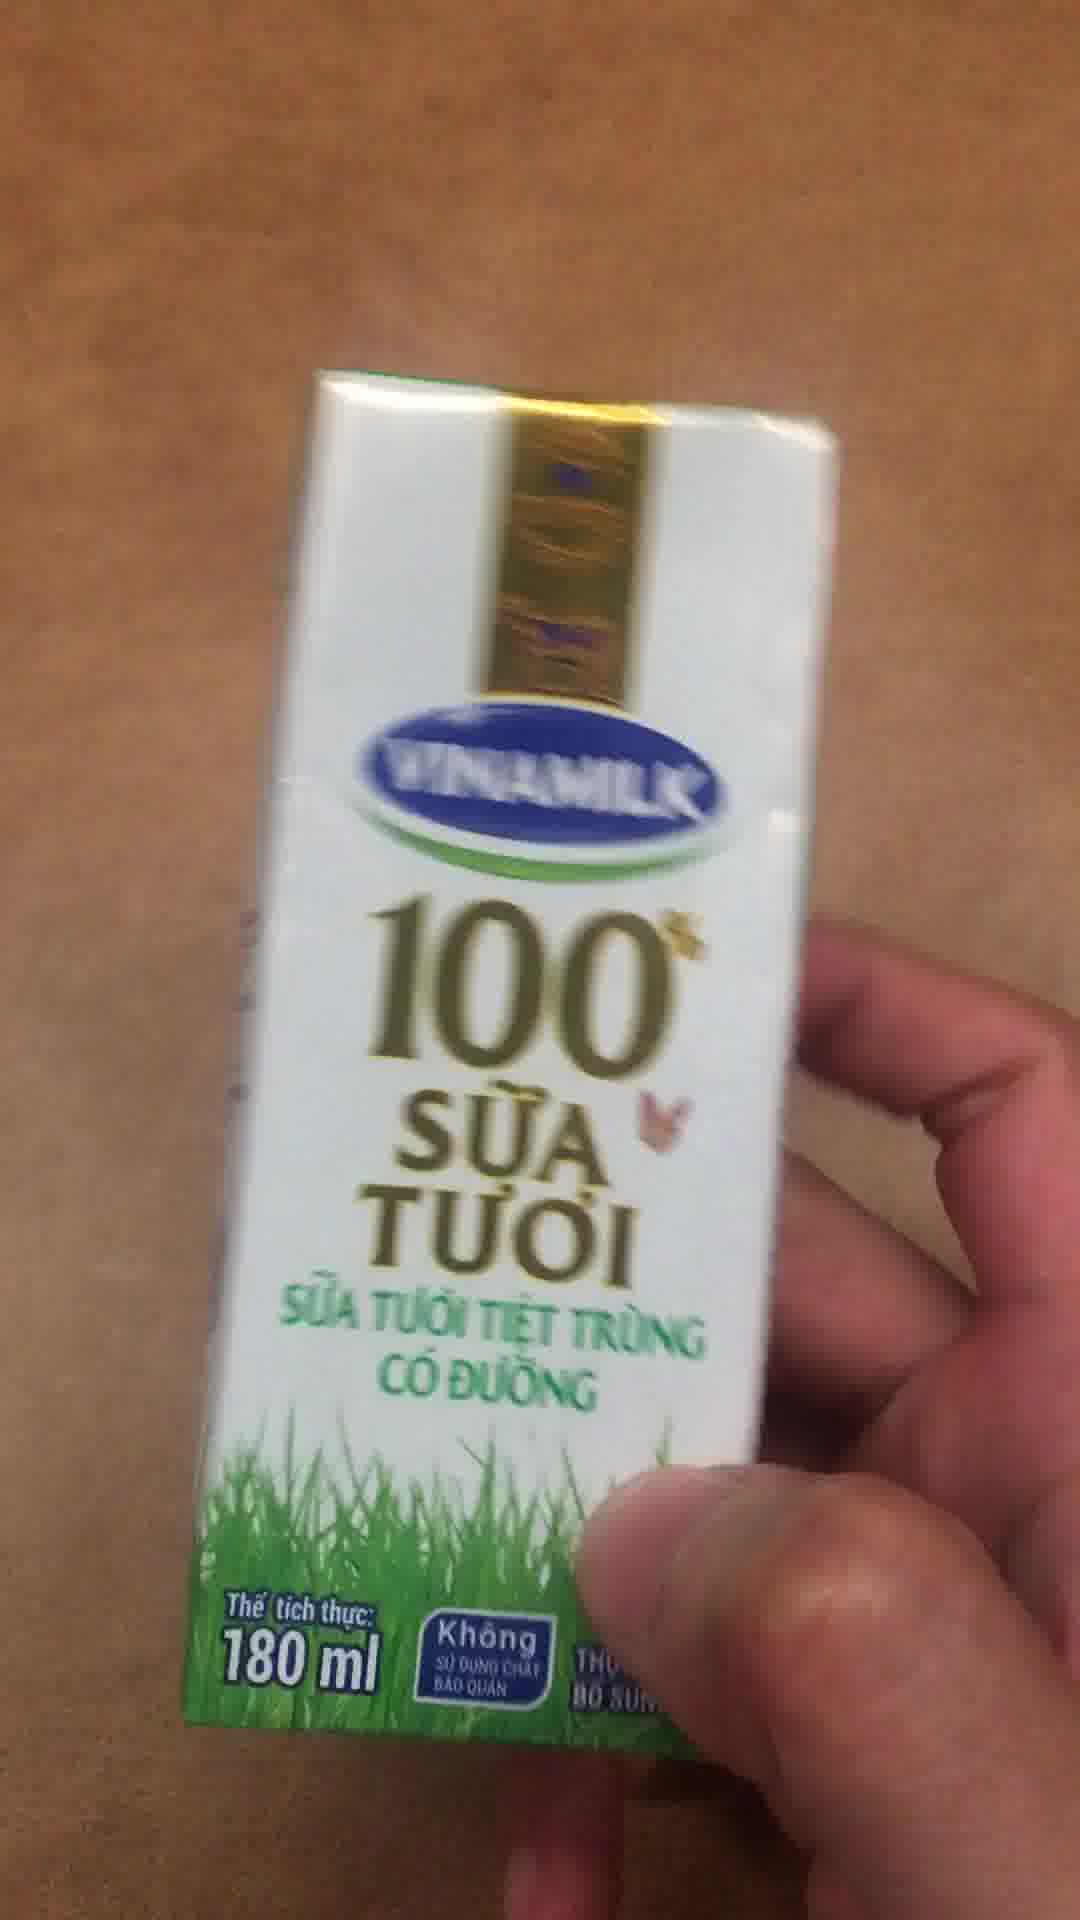 VINAMILK
100%
SỮA
TƯƠI
SỮA TƯƠI TIỆT TRÙNG
CÓ ĐƯỜNG
Thể tích thực:
180 ml
Không
SỬ DỤNG CHẤT
BẢO QUẢN
BỔ